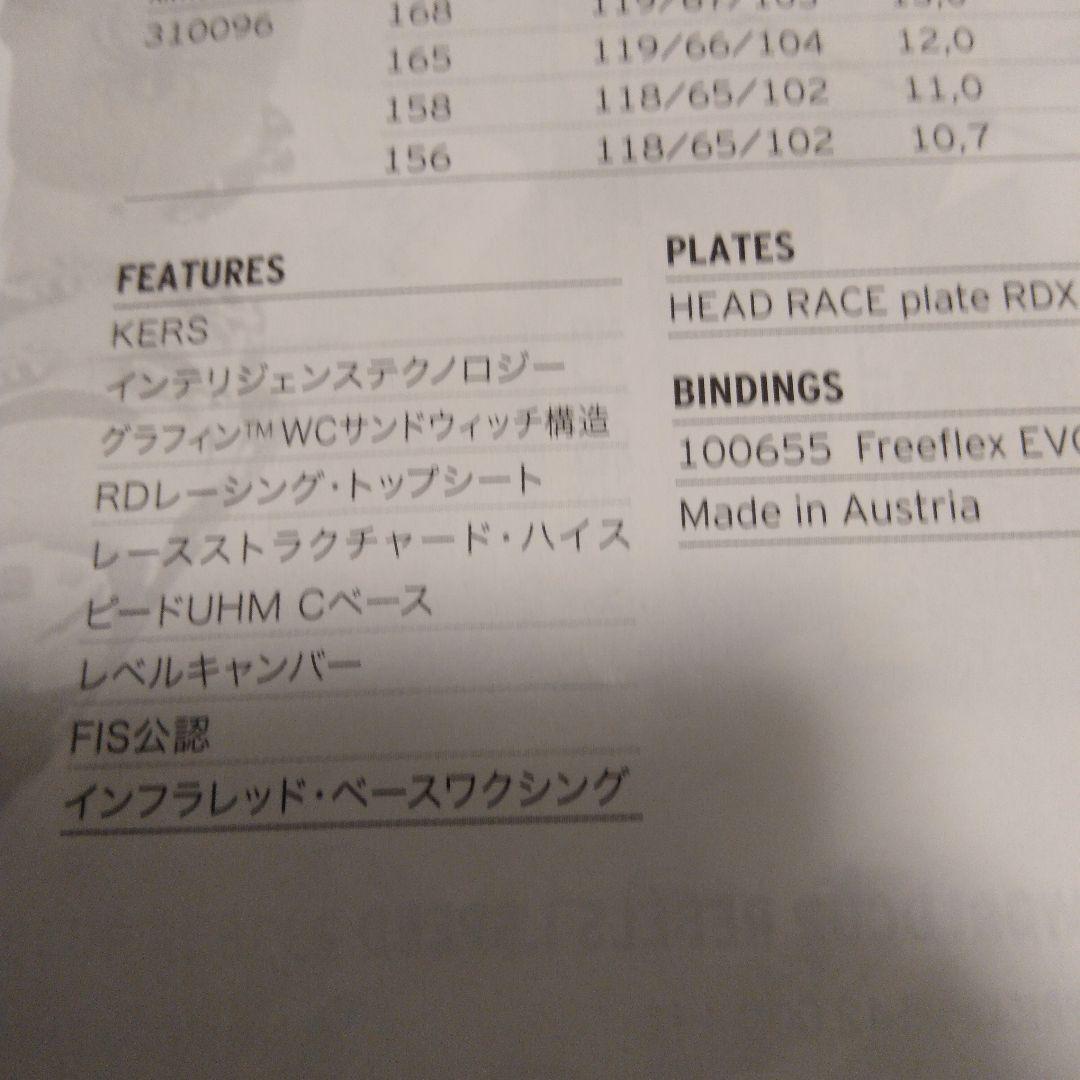 168
310096
165 119/66/104 12,0
158 118/65/102 11,0
156 118/65/102 10,7
FEATURES
KERS
インテリジェンステクノロジー
グラフィン™WCサンドウィッチ構造
RDレーシング・トップシート
レースストラクチャード・ハイス
ピードUHM Cベース
レベルキャンバー
FIS公認
インフラレッド・ベースワクシング
PLATES
HEAD RACE plate RDX
BINDINGS
100655 Freeflex
Made in Austria